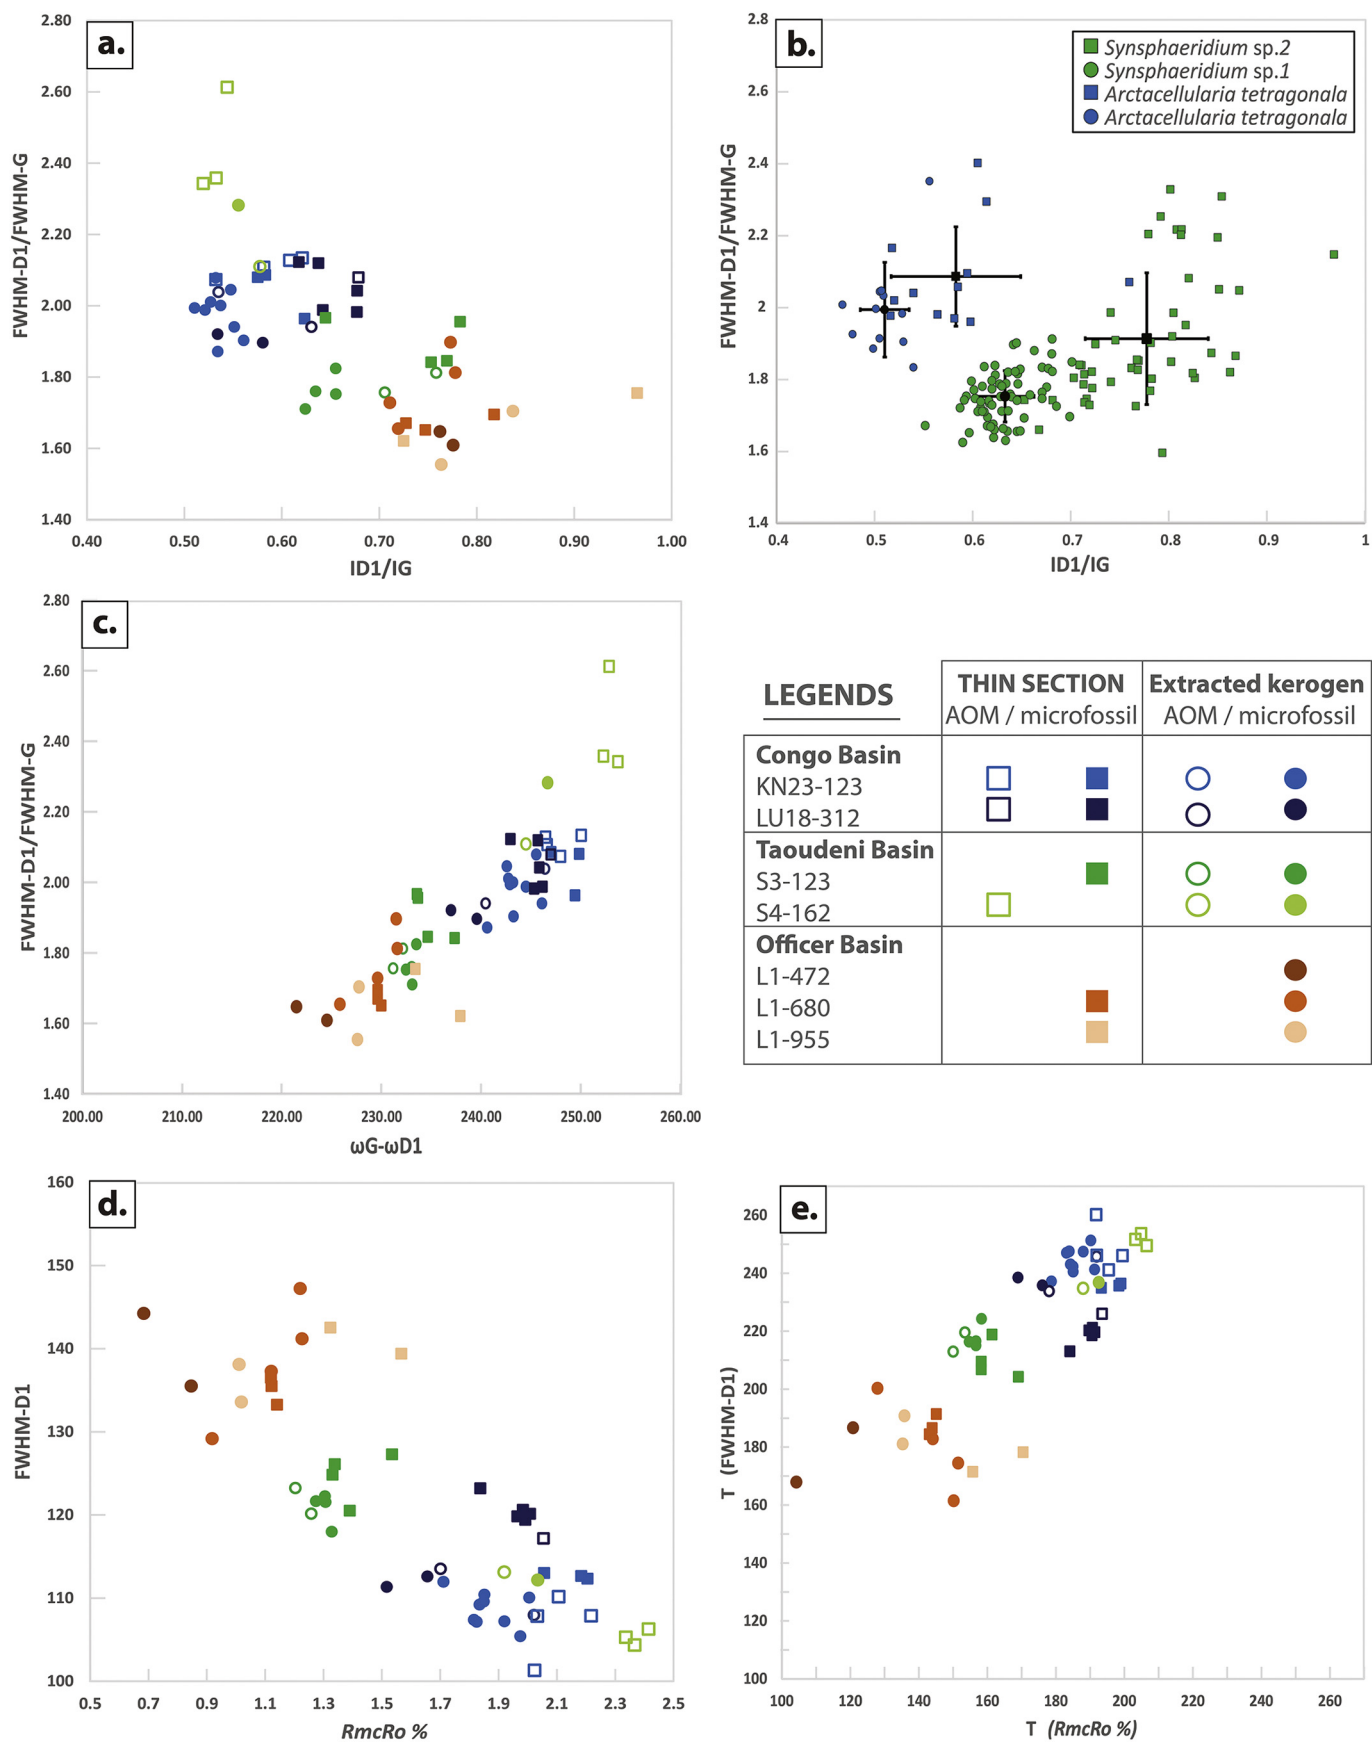 a.
2.80
2.60
2.40
2.20
2.00
1.80
1.60
1.40
FWHM-D1/FWHM-G
0.40 0.50 0.60 0.70 0.80 0.90 1.00
ID1/IG
b.
Synsphaeridium sp.2
Synsphaeridium sp.1
Arctacellularia tetragonala
Arctacellularia tetragonala
2.8
2.6
2.4
2.2
2
1.8
1.6
1.4
FWHM-D1/FWHM-G
0.4 0.5 0.6 0.7 0.8 0.9 1
ID1/IG
c.
2.80
2.60
2.40
2.20
2.00
1.80
1.60
1.40
FWHM-D1/FWHM-G
200.00 210.00 220.00 230.00 240.00 250.00 260.00
ωG-ωD1
LEGENDS
THIN SECTION
AOM / microfossil
Extracted kerogen
AOM / microfossil
Congo Basin
KN23-123
LU18-312
Taoudeni Basin
S3-123
S4-162
Officer Basin
L1-472
L1-680
L1-955
d.
160
150
140
130
120
110
100
FWHM-D1
0.5 0.7 0.9 1.1 1.3 1.5 1.7 1.9 2.1 2.3 2.5
RmcRo %
e.
260
240
220
200
180
160
140
120
100
T (FWHM-D1)
100 120 140 160 180 200 220 240 260
T (RmcRo %)